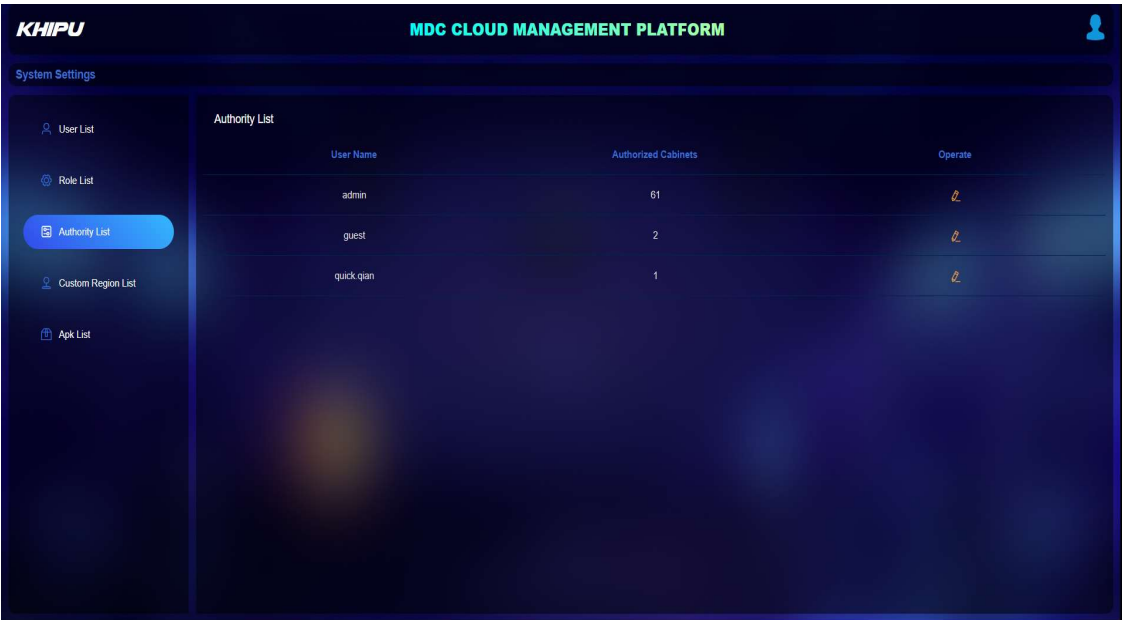 KHIPU
MDC CLOUD MANAGEMENT PLATFORM
System Settings
User List
Role List
Authority List
Custom Region List
Apk List
Authority List
User Name Authorized Cabinets Operate
admin 61
guest 2
quick.qian 1